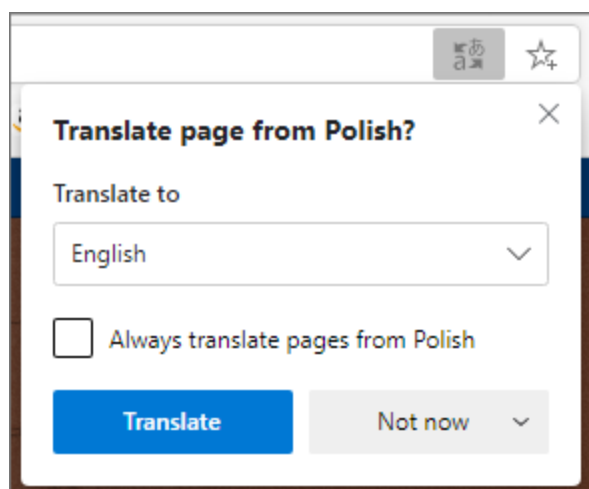 Translate page from Polish?
Translate to
English
Always translate pages from Polish
Translate
Not now